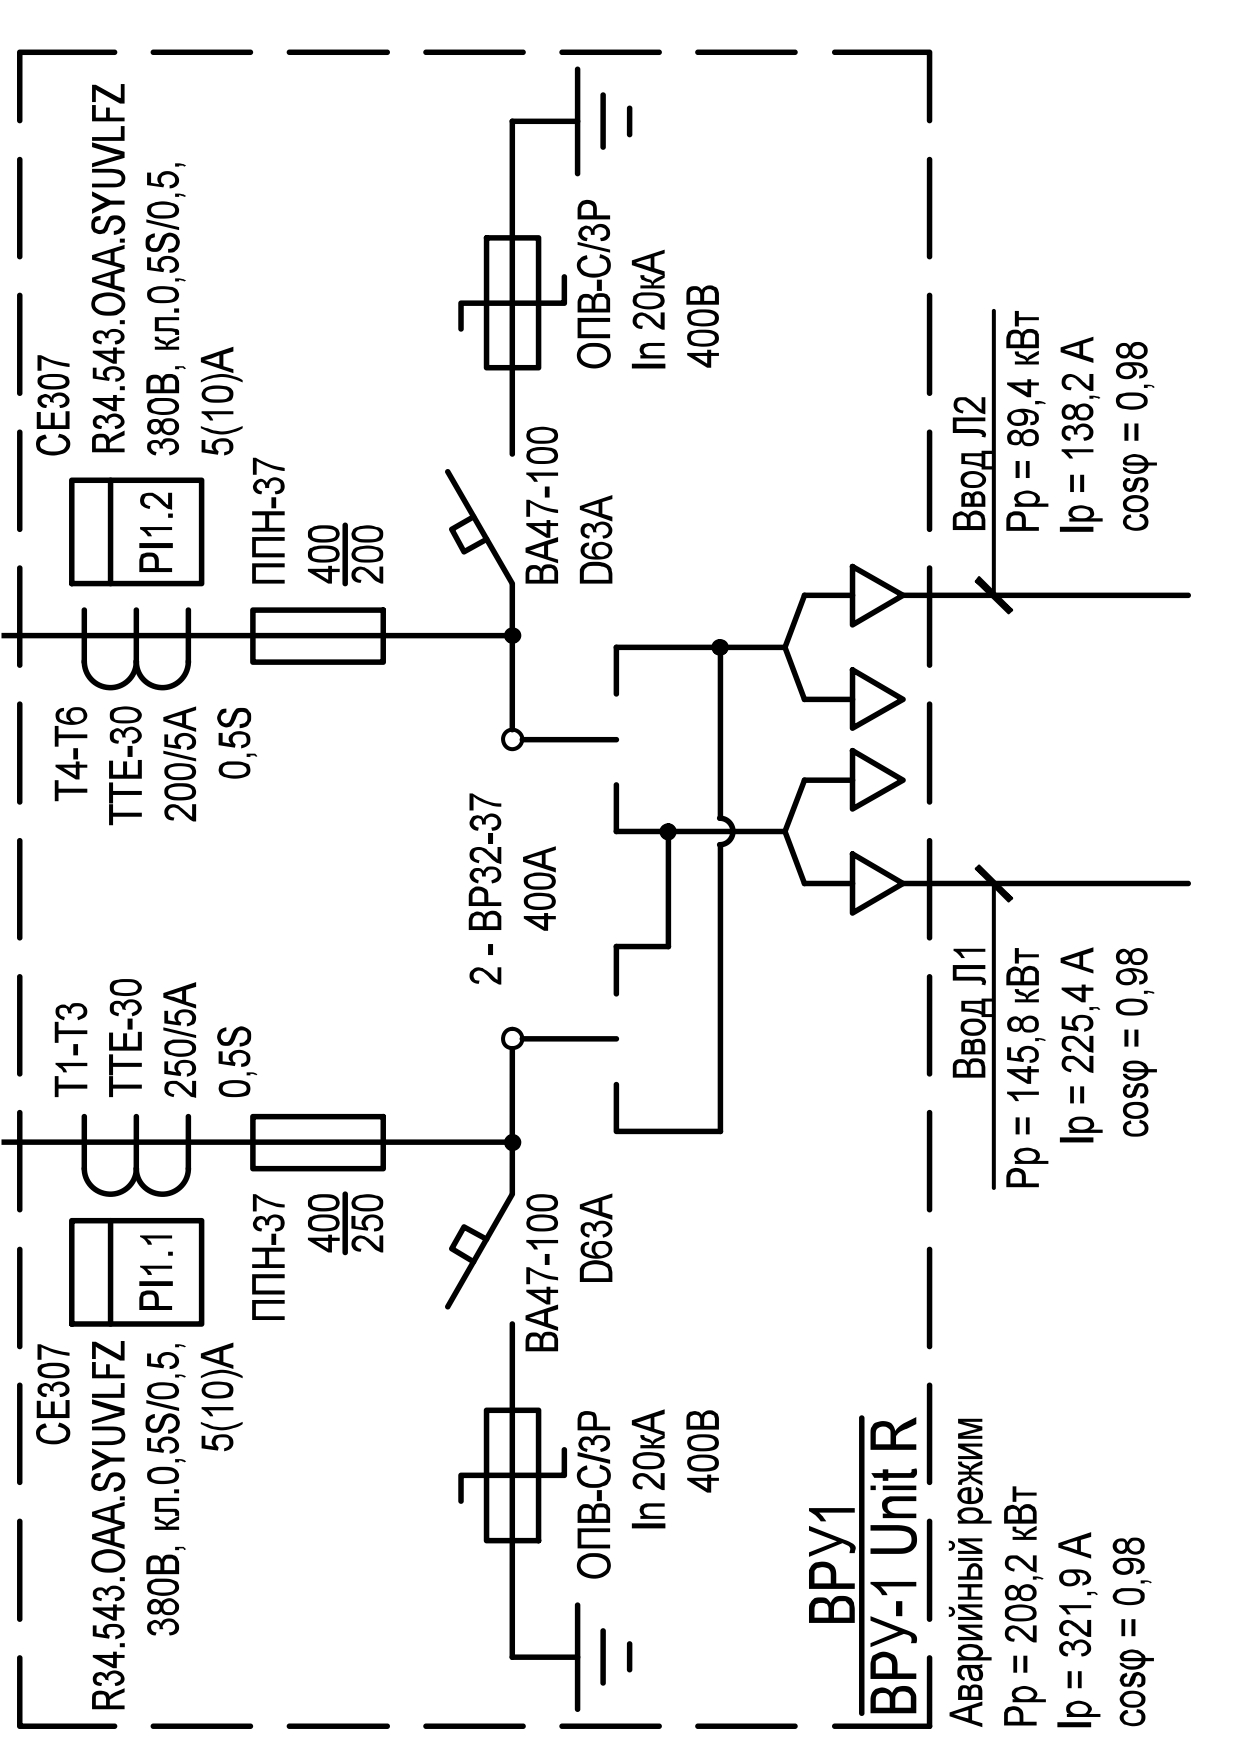 CE307
R34.543.OAA.SYUVLFZ
380В, кл.0,5S/0,5,
5(10)А
PI1.1
Т1-Т3
ТТЕ-30
250/5А
0,5S
Т4-Т6
ТТЕ-30
200/5А
0,5S
PI1.2
CE307
R34.543.OAA.SYUVLFZ
380В, кл.0,5S/0,5,
5(10)А
ППН-37
400
250
ППН-37
400
200
ОПВ-С/3Р
In 20кА
400В
ВА47-100
D63А
2 - ВР32-37
400А
ВА47-100
D63А
ОПВ-С/3Р
In 20кА
400В
ВРУ1
ВРУ-1 Unit R
Аварийный режим
Рр = 208,2 кВт
Iр = 321,9 А
cosφ = 0,98
Ввод Л1
Рр = 145,8 кВт
Iр = 225,4 А
cosφ = 0,98
Ввод Л2
Рр = 89,4 кВт
Iр = 138,2 А
cosφ = 0,98